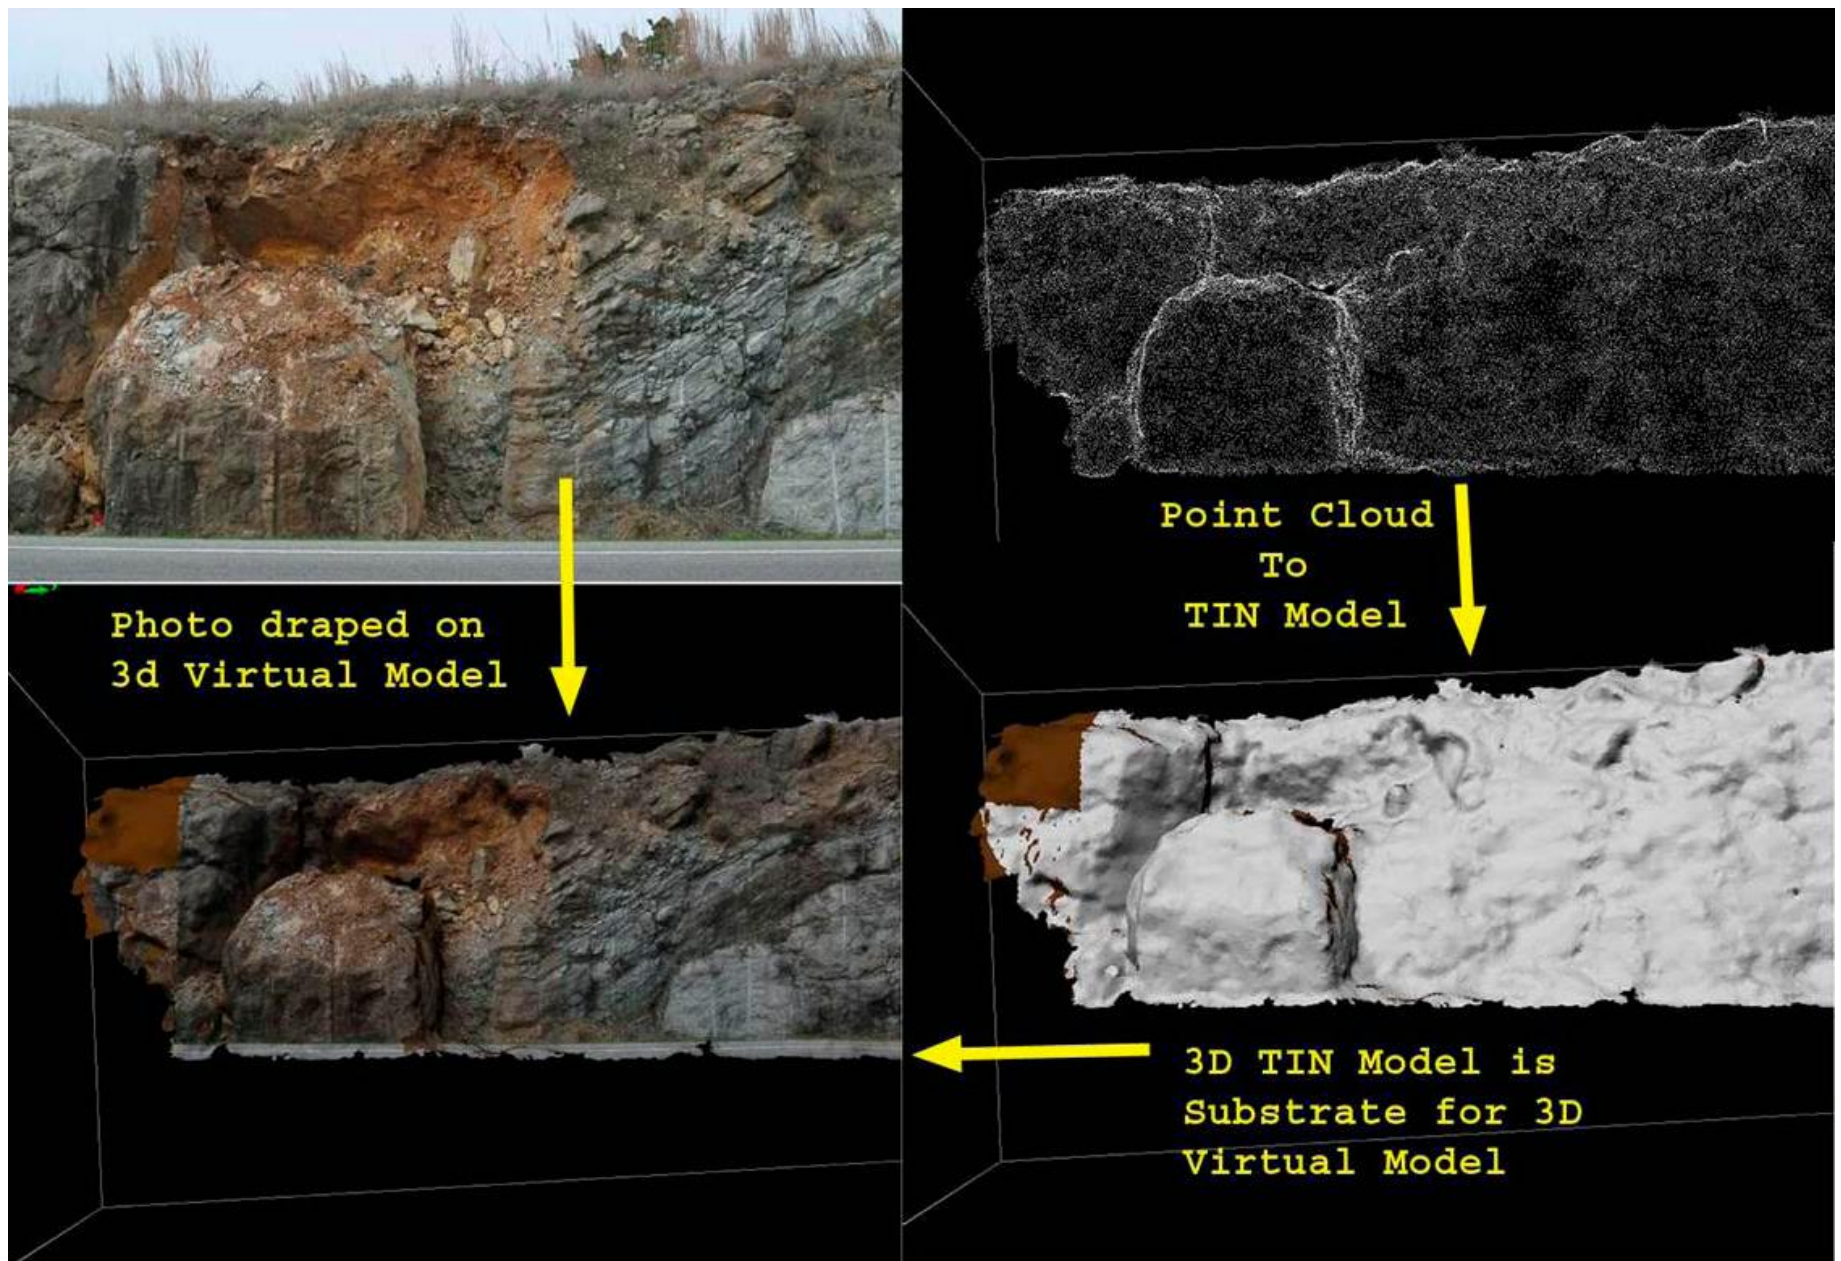 Point Cloud
To
TIN Model
Photo draped on
3d Virtual Model
3D TIN Model is
Substrate for 3D
Virtual Model